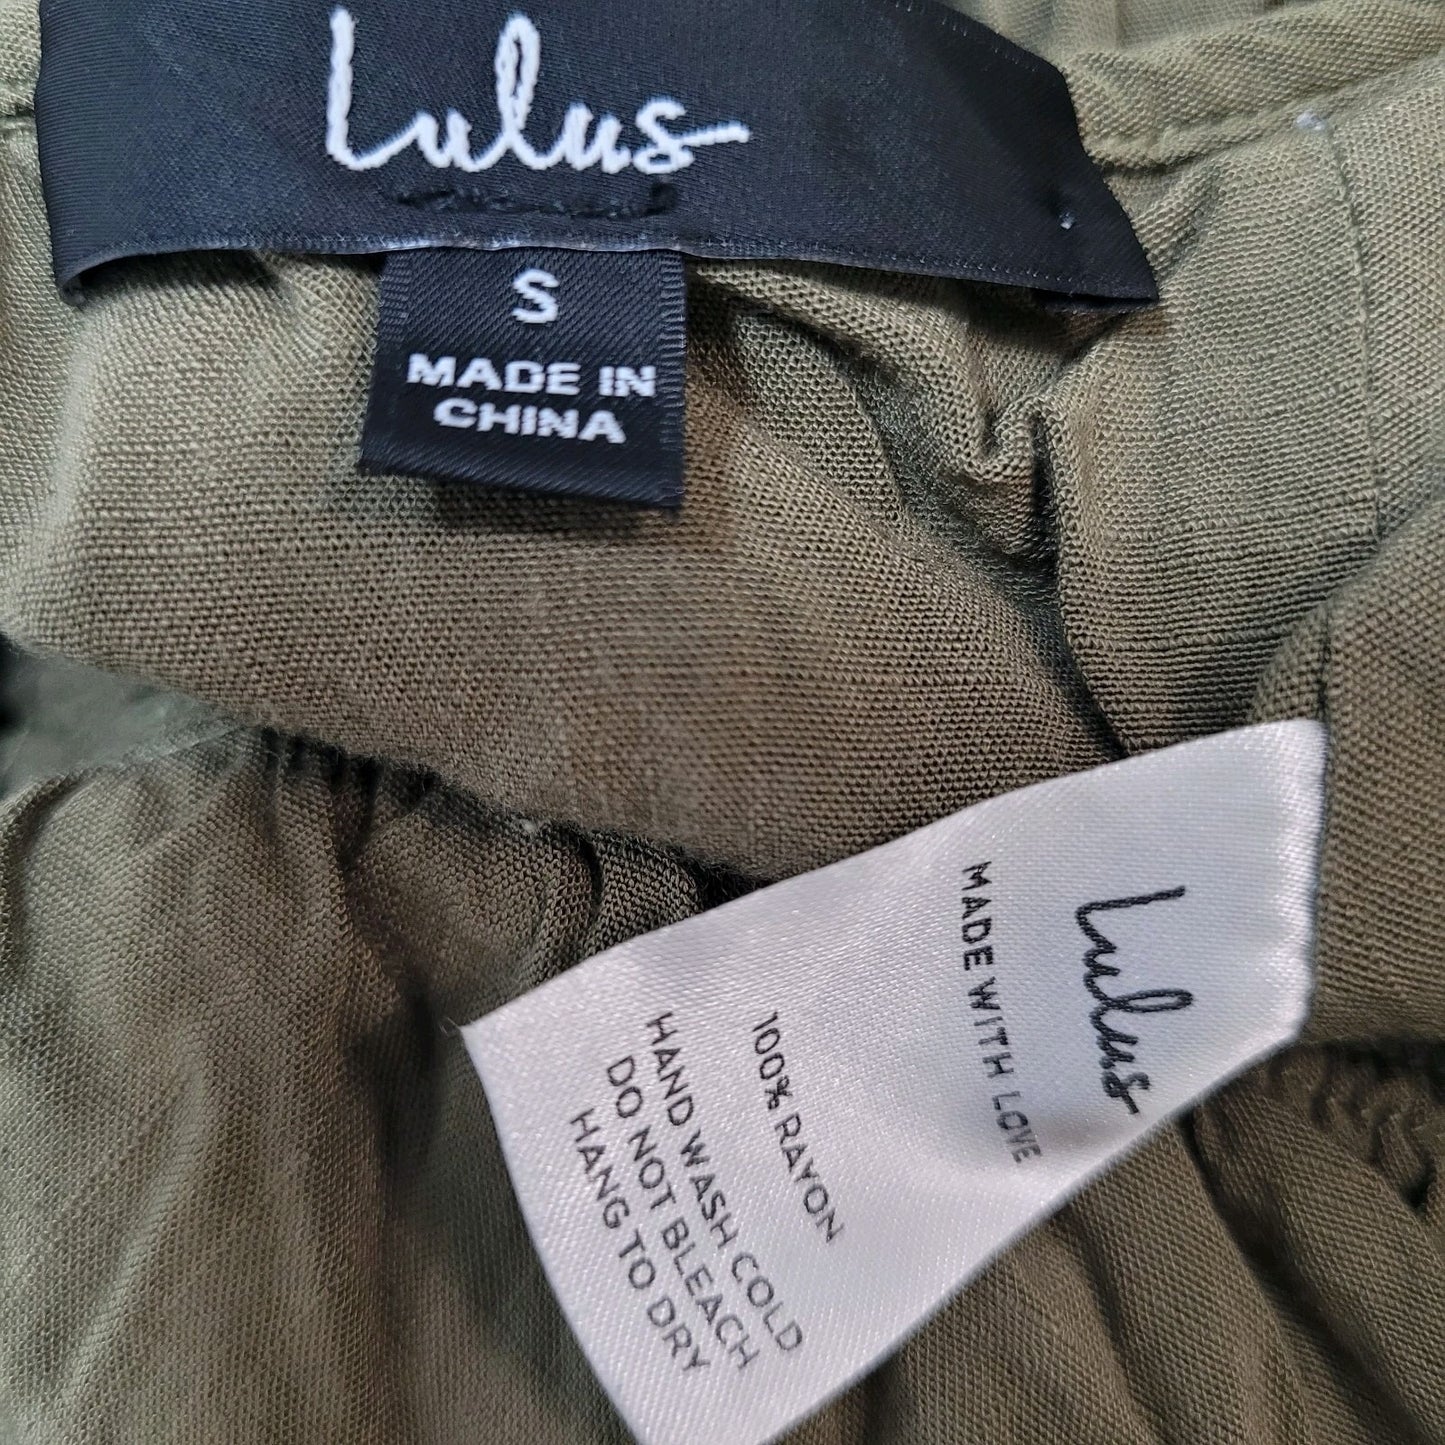 Lulus
S
MADE IN
CHINA
Lulus
MADE WITH LOVE
100% RAYON
HAND WASH COLD
DO NOT BLEACH
HANG TO DRY